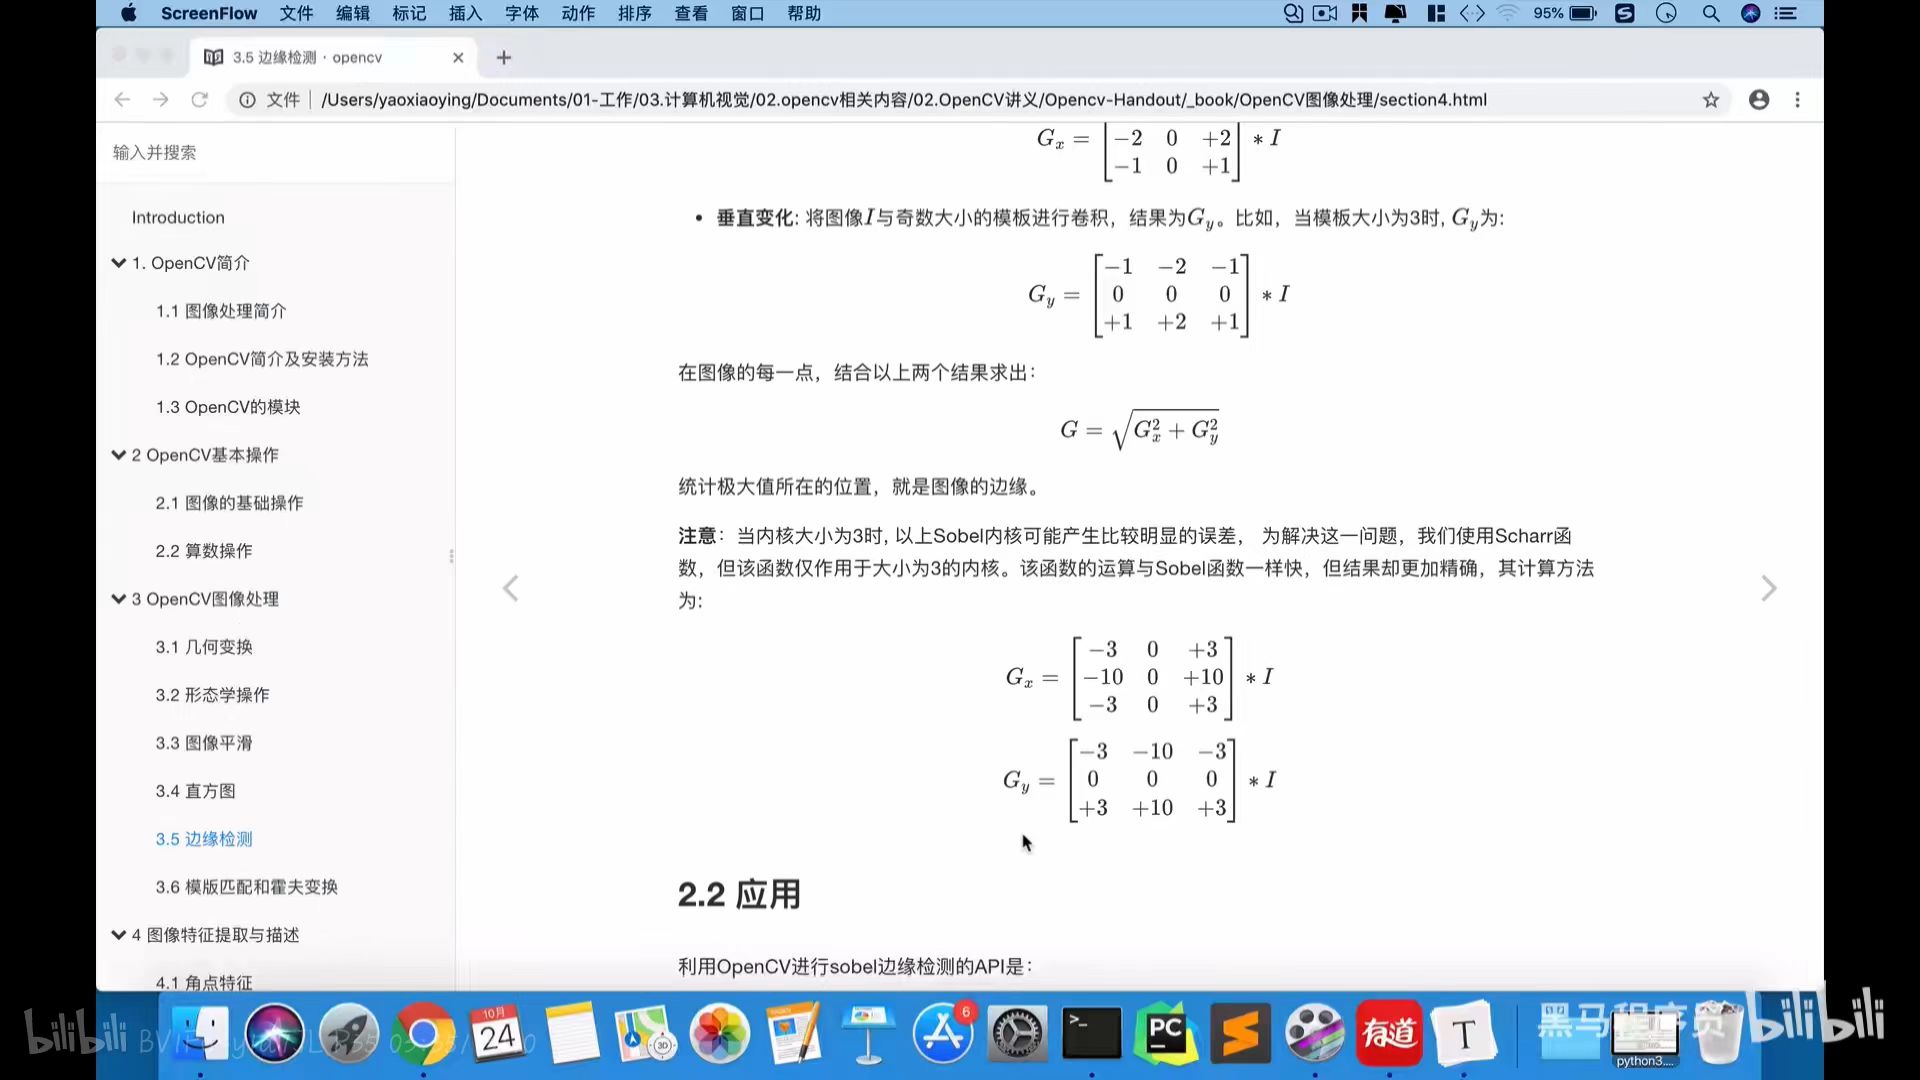 ScreenFlow 文件 编辑 标记 插入 字体 动作 排序 查看 窗口 帮助 95%
3.5 边缘检测 · opencv
文件 /Users/yaoxiaoying/Documents/01-工作/03.计算机视觉/02.opencv相关内容/02.OpenCV讲义/Opencv-Handout/_book/OpenCV图像处理/section4.html
输入并搜索
Introduction
1. OpenCV简介
1.1 图像处理简介
1.2 OpenCV简介及安装方法
1.3 OpenCV的模块
2 OpenCV基本操作
2.1 图像的基础操作
2.2 算数操作
3 OpenCV图像处理
3.1 几何变换
3.2 形态学操作
3.3 图像平滑
3.4 直方图
3.5 边缘检测
3.6 模版匹配和霍夫变换
4 图像特征提取与描述
4.1 角点特征
G_x = [−2 0 +2
−1 0 +1] ∗ I
• 垂直变化: 将图像I与奇数大小的模板进行卷积，结果为G_y。比如，当模板大小为3时, G_y为:
G_y = [−1 −2 −1
0 0 0
+1 +2 +1] ∗ I
在图像的每一点，结合以上两个结果求出：
G = √(G_x^2 + G_y^2)
统计极大值所在的位置，就是图像的边缘。
注意：当内核大小为3时, 以上Sobel内核可能产生比较明显的误差， 为解决这一问题，我们使用Scharr函
数，但该函数仅作用于大小为3的内核。该函数的运算与Sobel函数一样快，但结果却更加精确，其计算方法
为:
G_x = [−3 0 +3
−10 0 +10
−3 0 +3] ∗ I
G_y = [−3 −10 −3
0 0 0
+3 +10 +3] ∗ I
2.2 应用
利用OpenCV进行sobel边缘检测的API是：
10月
24
3D
6
>_
PC
S
有道
T
python3....
黑马程序员 bilibili
bilibili